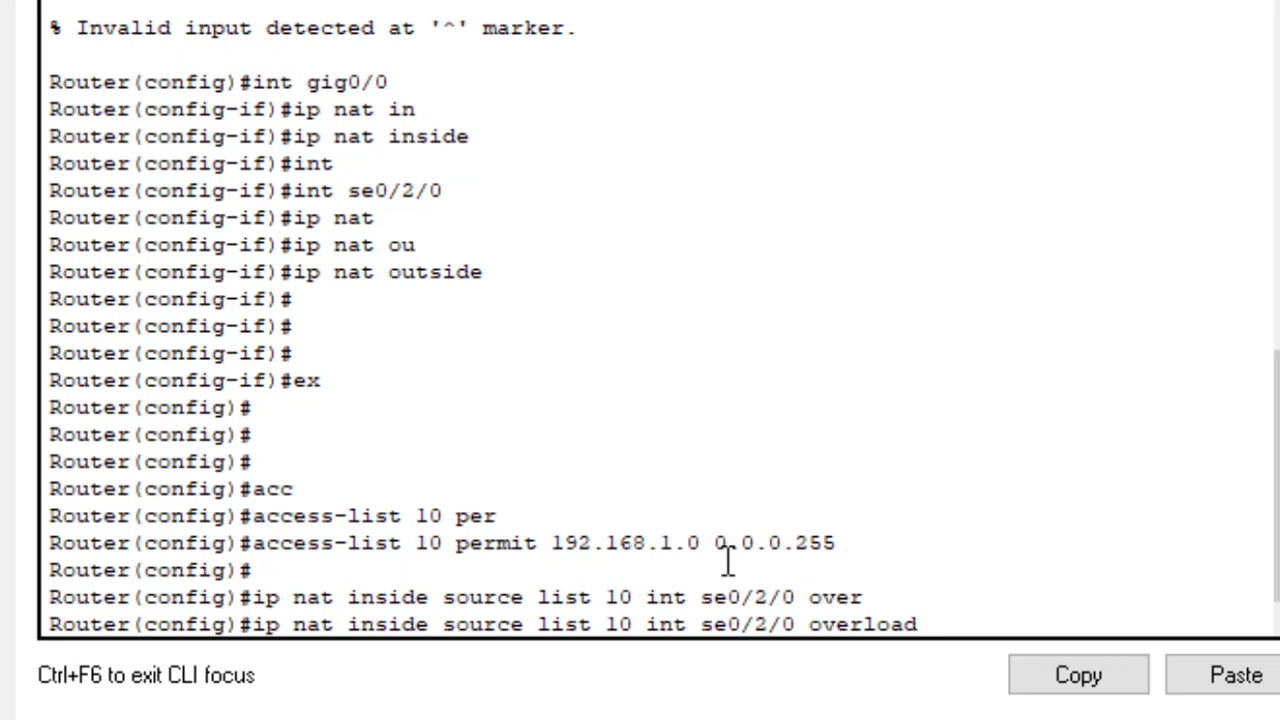 % Invalid input detected at '^' marker.
Router(config)#int gig0/0
Router(config-if)#ip nat in
Router(config-if)#ip nat inside
Router(config-if)#int
Router(config-if)#int se0/2/0
Router(config-if)#ip nat
Router(config-if)#ip nat ou
Router(config-if)#ip nat outside
Router(config-if)#
Router(config-if)#
Router(config-if)#
Router(config-if)#ex
Router(config)#
Router(config)#
Router(config)#
Router(config)#acc
Router(config)#access-list 10 per
Router(config)#access-list 10 permit 192.168.1.0 0.0.0.255
Router(config)#
Router(config)#ip nat inside source list 10 int se0/2/0 over
Router(config)#ip nat inside source list 10 int se0/2/0 overload
Ctrl+F6 to exit CLI focus
Copy
Paste